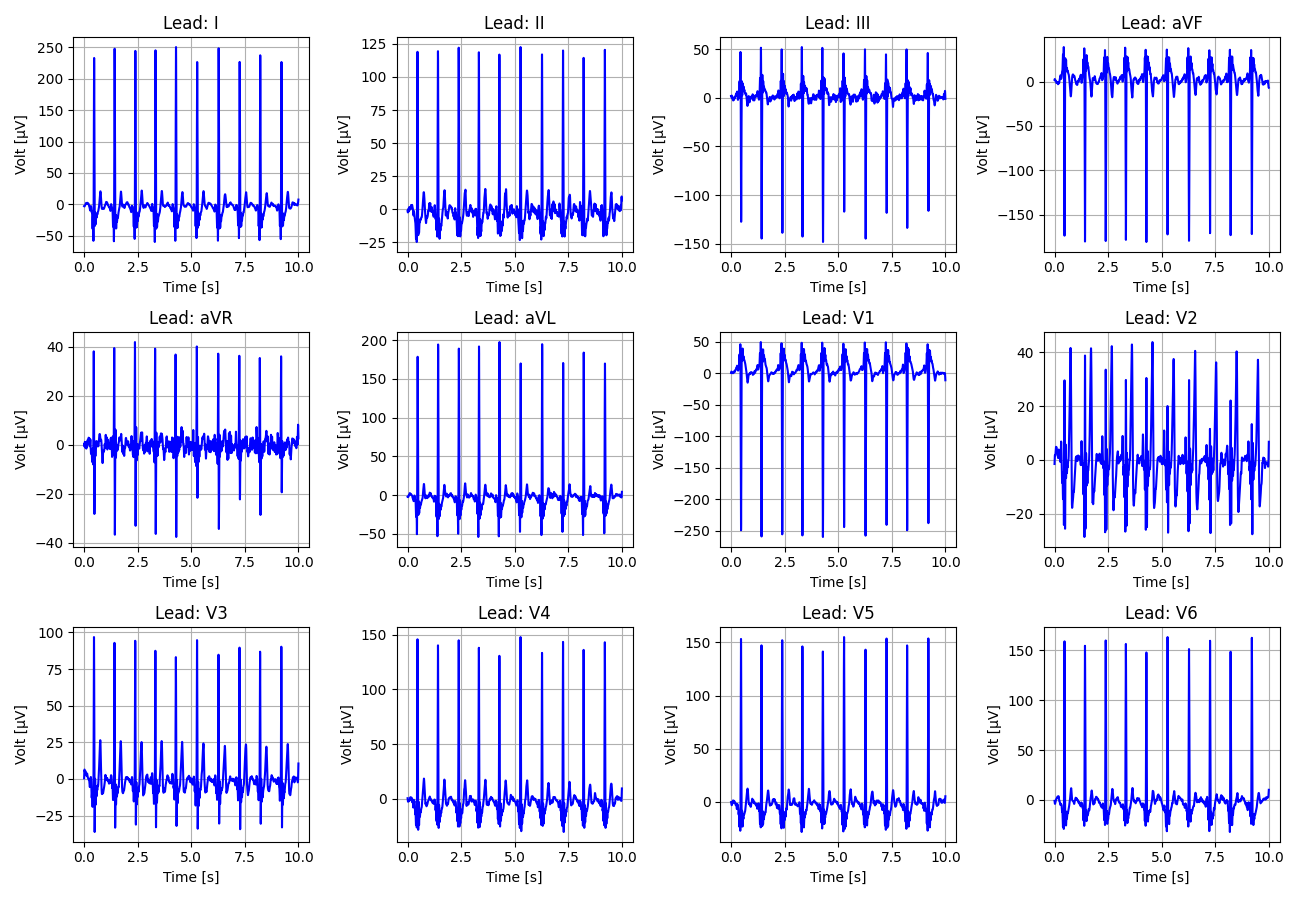 Lead: I
Volt [µV]
250
200
150
100
50
0
−50
0.0 2.5 5.0 7.5 10.0
Time [s]
Lead: II
Volt [µV]
125
100
75
50
25
0
−25
0.0 2.5 5.0 7.5 10.0
Time [s]
Lead: III
Volt [µV]
50
0
−50
−100
−150
0.0 2.5 5.0 7.5 10.0
Time [s]
Lead: aVF
Volt [µV]
0
−50
−100
−150
0.0 2.5 5.0 7.5 10.0
Time [s]
Lead: aVR
Volt [µV]
40
20
0
−20
−40
0.0 2.5 5.0 7.5 10.0
Time [s]
Lead: aVL
Volt [µV]
200
150
100
50
0
−50
0.0 2.5 5.0 7.5 10.0
Time [s]
Lead: V1
Volt [µV]
50
0
−50
−100
−150
−200
−250
0.0 2.5 5.0 7.5 10.0
Time [s]
Lead: V2
Volt [µV]
40
20
0
−20
0.0 2.5 5.0 7.5 10.0
Time [s]
Lead: V3
Volt [µV]
100
75
50
25
0
−25
0.0 2.5 5.0 7.5 10.0
Time [s]
Lead: V4
Volt [µV]
150
100
50
0
0.0 2.5 5.0 7.5 10.0
Time [s]
Lead: V5
Volt [µV]
150
100
50
0
0.0 2.5 5.0 7.5 10.0
Time [s]
Lead: V6
Volt [µV]
150
100
50
0
0.0 2.5 5.0 7.5 10.0
Time [s]